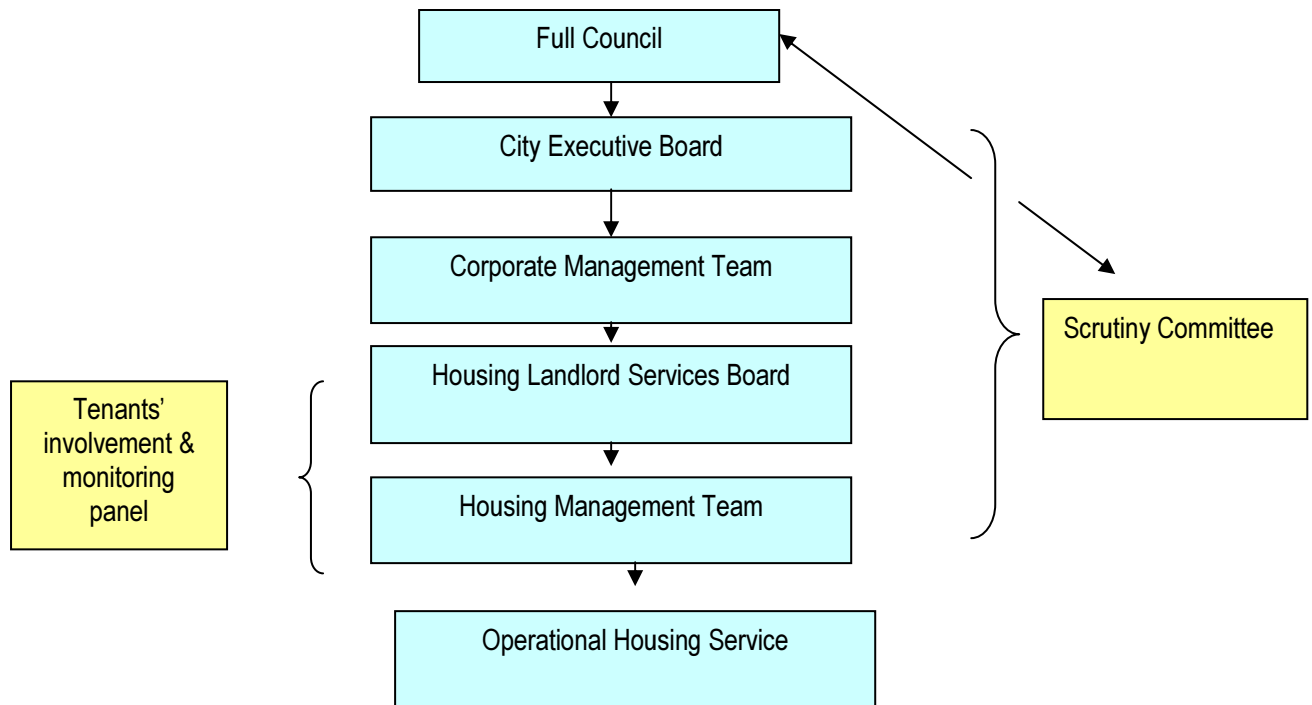 Full Council
City Executive Board
Corporate Management Team
Scrutiny Committee
Housing Landlord Services Board
Tenants’
involvement &
monitoring
panel
Housing Management Team
Operational Housing Service